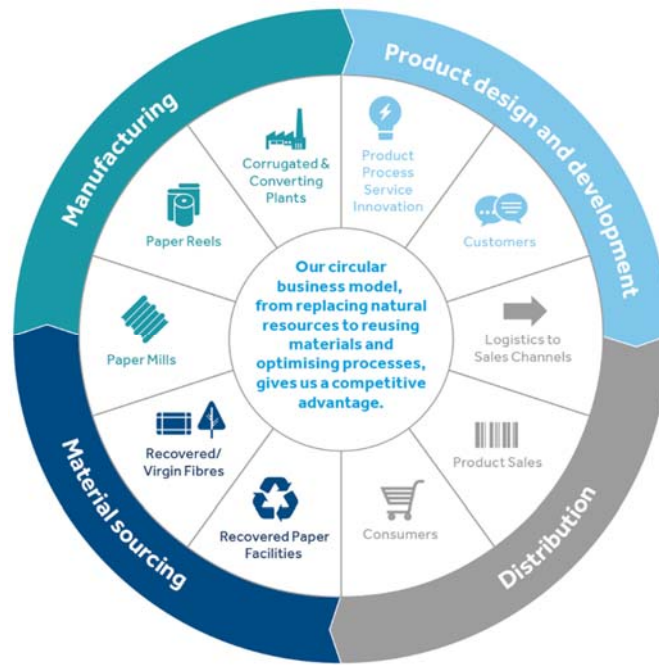 Manufacturing
Product design and development
Corrugated &
Converting
Plants
Product
Process
Service
Innovation
Paper Reels
Customers
Our circular
business model,
from replacing natural
resources to reusing
materials and
optimising processes,
gives us a competitive
advantage.
Paper Mills
Logistics to
Sales Channels
Recovered/
Virgin Fibres
Product Sales
Recovered Paper
Facilities
Consumers
Material sourcing
Distribution